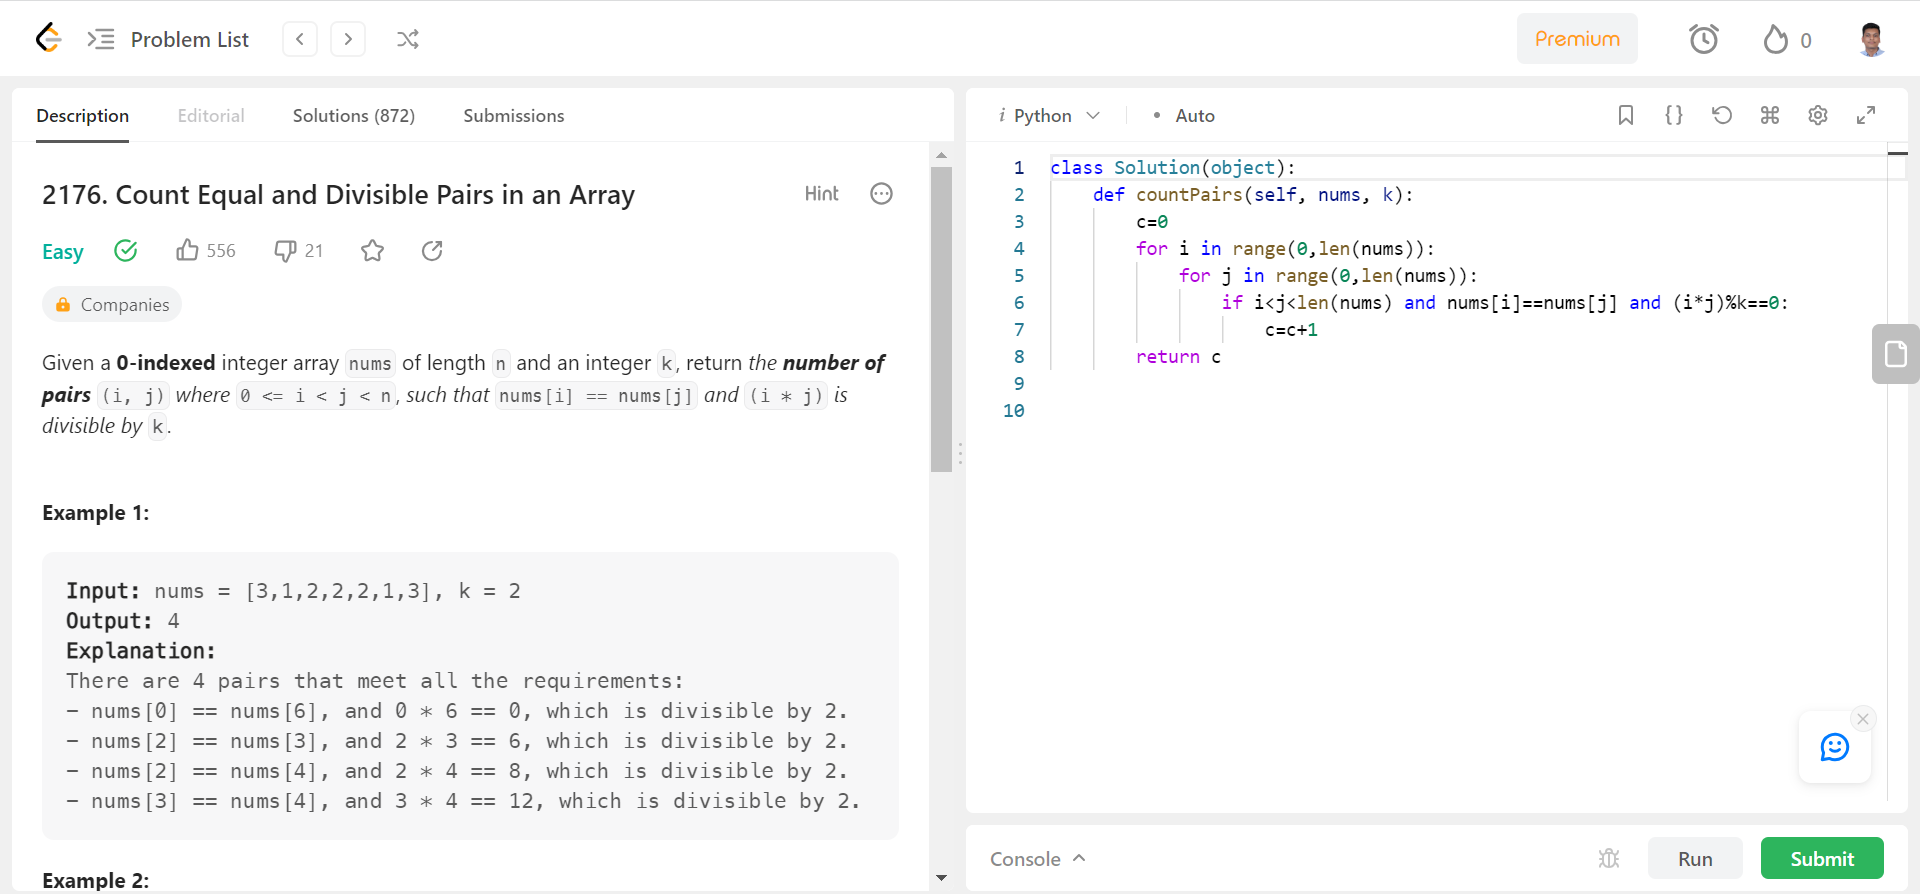 Problem List
Premium
0
Description Editorial Solutions (872) Submissions
2176. Count Equal and Divisible Pairs in an Array
Hint
Easy 556 21
Companies
Given a 0-indexed integer array nums of length n and an integer k, return the number of
pairs (i, j) where 0 <= i < j < n, such that nums[i] == nums[j] and (i * j) is
divisible by k.
Example 1:
Input: nums = [3,1,2,2,2,1,3], k = 2
Output: 4
Explanation:
There are 4 pairs that meet all the requirements:
- nums[0] == nums[6], and 0 * 6 == 0, which is divisible by 2.
- nums[2] == nums[3], and 2 * 3 == 6, which is divisible by 2.
- nums[2] == nums[4], and 2 * 4 == 8, which is divisible by 2.
- nums[3] == nums[4], and 3 * 4 == 12, which is divisible by 2.
Example 2:
i Python • Auto
1 class Solution(object):
2     def countPairs(self, nums, k):
3         c=0
4         for i in range(0,len(nums)):
5             for j in range(0,len(nums)):
6                 if i<j<len(nums) and nums[i]==nums[j] and (i*j)%k==0:
7                     c=c+1
8         return c
9
10
Console
Run
Submit